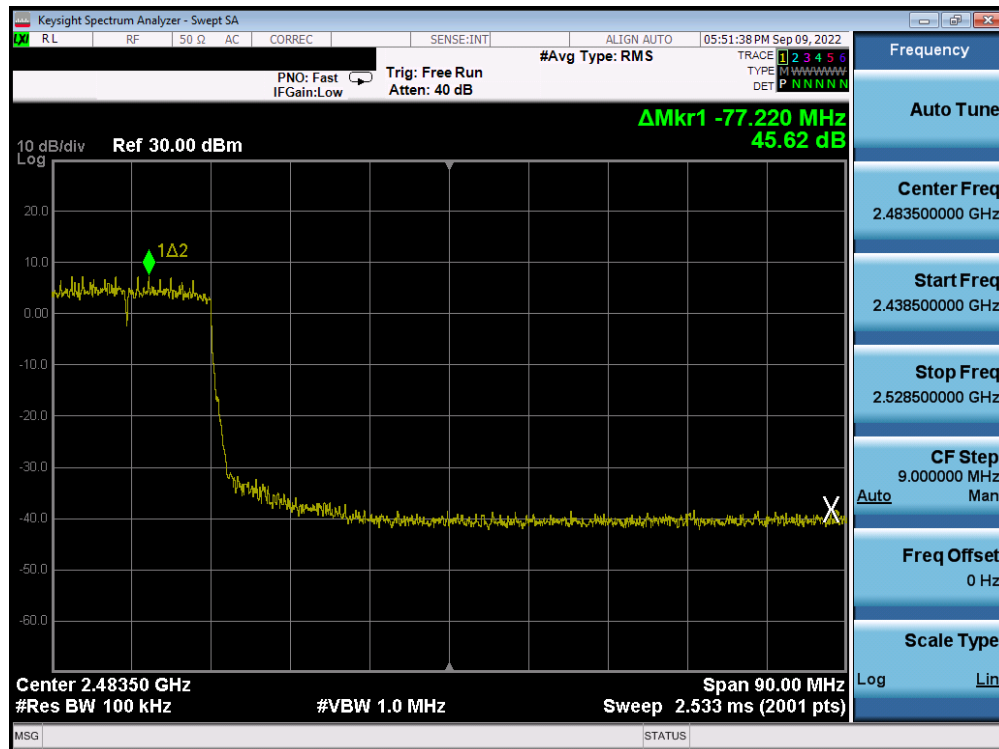 Keysight Spectrum Analyzer - Swept SA
LXI RL RF 50 Ω AC CORREC SENSE:INT ALIGN AUTO 05:51:38 PM Sep 09, 2022
#Avg Type: RMS
TRACE 1 2 3 4 5 6
TYPE M WWWWW
DET P N N N N N
PNO: Fast
IFGain:Low
Trig: Free Run
Atten: 40 dB
ΔMkr1 -77.220 MHz
45.62 dB
10 dB/div Ref 30.00 dBm
Log
20.0
1Δ2
10.0
0.00
-10.0
-20.0
-30.0
-40.0
X
-50.0
-60.0
Center 2.48350 GHz Span 90.00 MHz
#Res BW 100 kHz #VBW 1.0 MHz Sweep 2.533 ms (2001 pts)
MSG STATUS
Frequency
Auto Tune
Center Freq
2.483500000 GHz
Start Freq
2.438500000 GHz
Stop Freq
2.528500000 GHz
CF Step
9.000000 MHz
Auto Man
Freq Offset
0 Hz
Scale Type
Log Lin